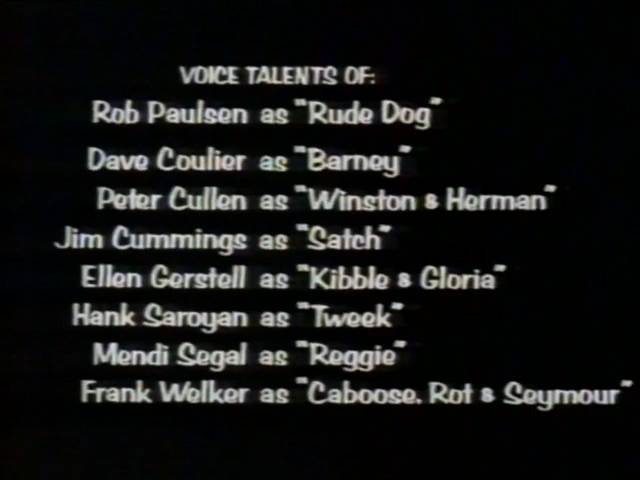 VOICE TALENTS OF:
Rob Paulsen as "Rude Dog"
Dave Coulier as "Barney"
Peter Cullen as "Winston & Herman"
Jim Cummings as "Satch"
Ellen Gerstell as "Kibble & Gloria"
Hank Saroyan as "Tweek"
Mendi Segal as "Reggie"
Frank Welker as "Caboose, Rot & Seymour"